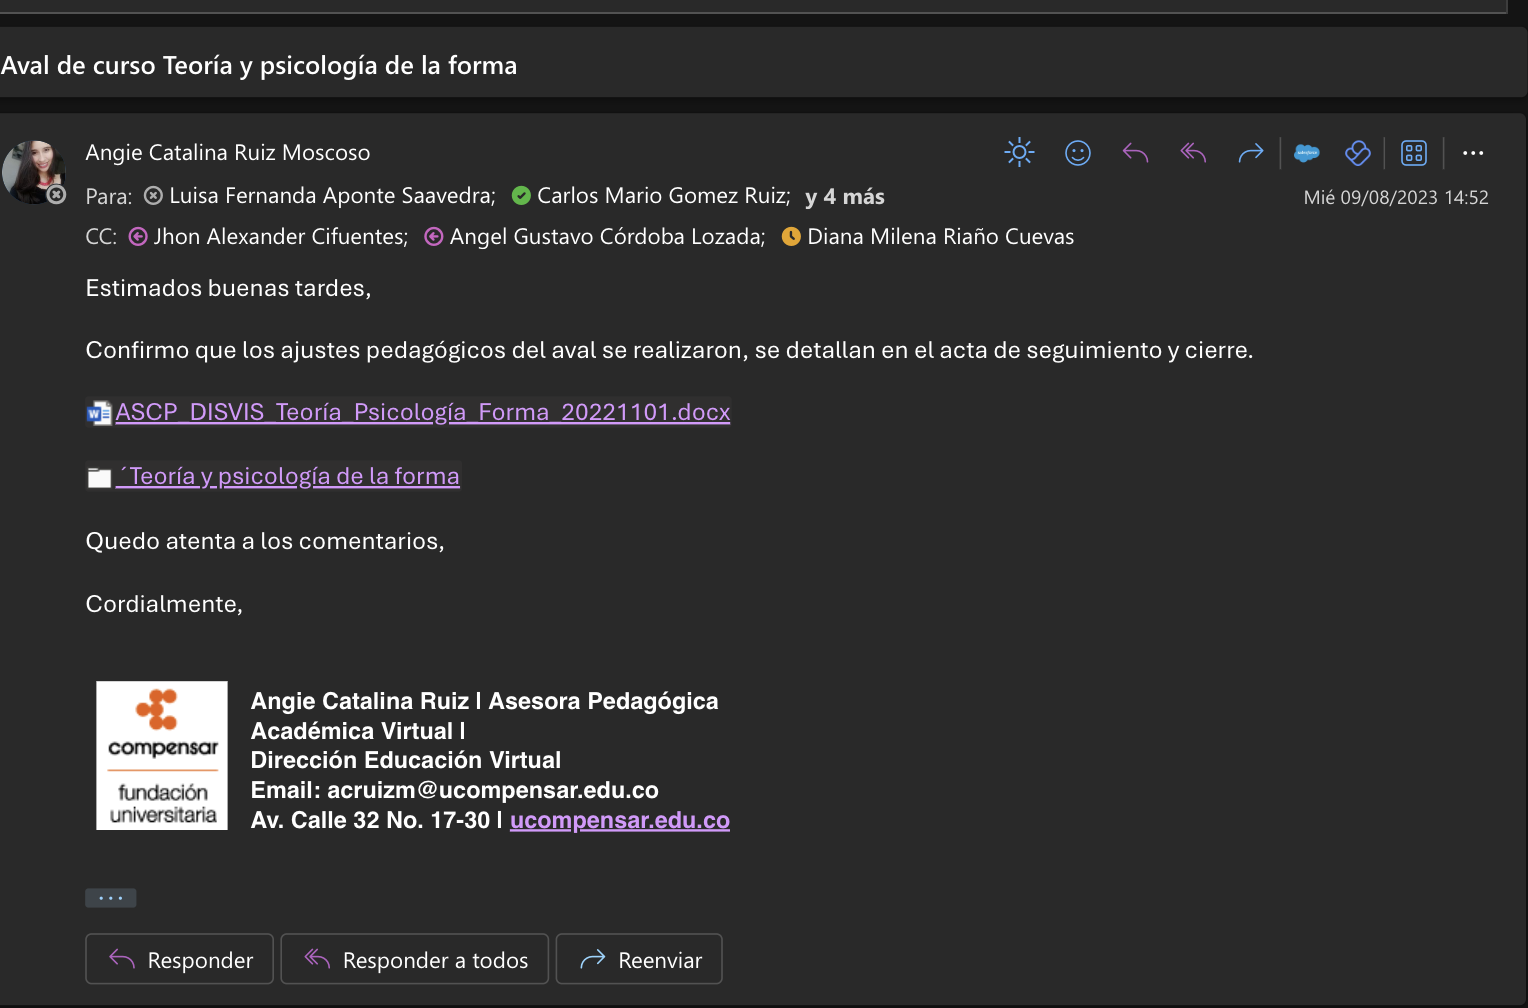 Aval de curso Teoría y psicología de la forma
Angie Catalina Ruiz Moscoso
Para: Luisa Fernanda Aponte Saavedra; Carlos Mario Gomez Ruiz; y 4 más
Mié 09/08/2023 14:52
CC: Jhon Alexander Cifuentes; Angel Gustavo Córdoba Lozada; Diana Milena Riaño Cuevas
Estimados buenas tardes,
Confirmo que los ajustes pedagógicos del aval se realizaron, se detallan en el acta de seguimiento y cierre.
ASCP_DISVIS_Teoría_Psicología_Forma_20221101.docx
´Teoría y psicología de la forma
Quedo atenta a los comentarios,
Cordialmente,
compensar
fundación
universitaria
Angie Catalina Ruiz | Asesora Pedagógica
Académica Virtual |
Dirección Educación Virtual
Email: acruizm@ucompensar.edu.co
Av. Calle 32 No. 17-30 | ucompensar.edu.co
Responder
Responder a todos
Reenviar